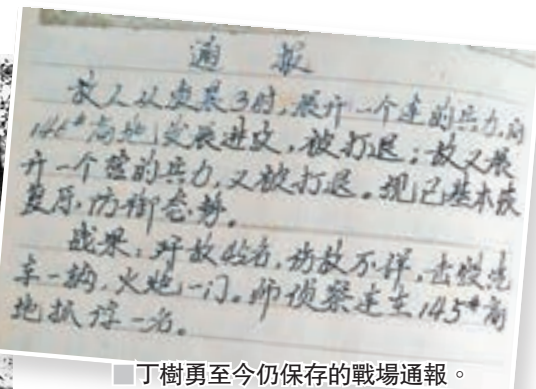 通 报
敌人从凌晨3时,展开一个连的兵力,向
145#高地发展进攻,被打退;敌又展
开一个营的兵力,又被打退。现已基本恢
复原防御态势。
战果:歼敌名,伤敌不详,击毁汽
车一辆,火炮一门。师侦察连在145#高
地抓俘一名。
■丁樹勇至今仍保存的戰場通報。